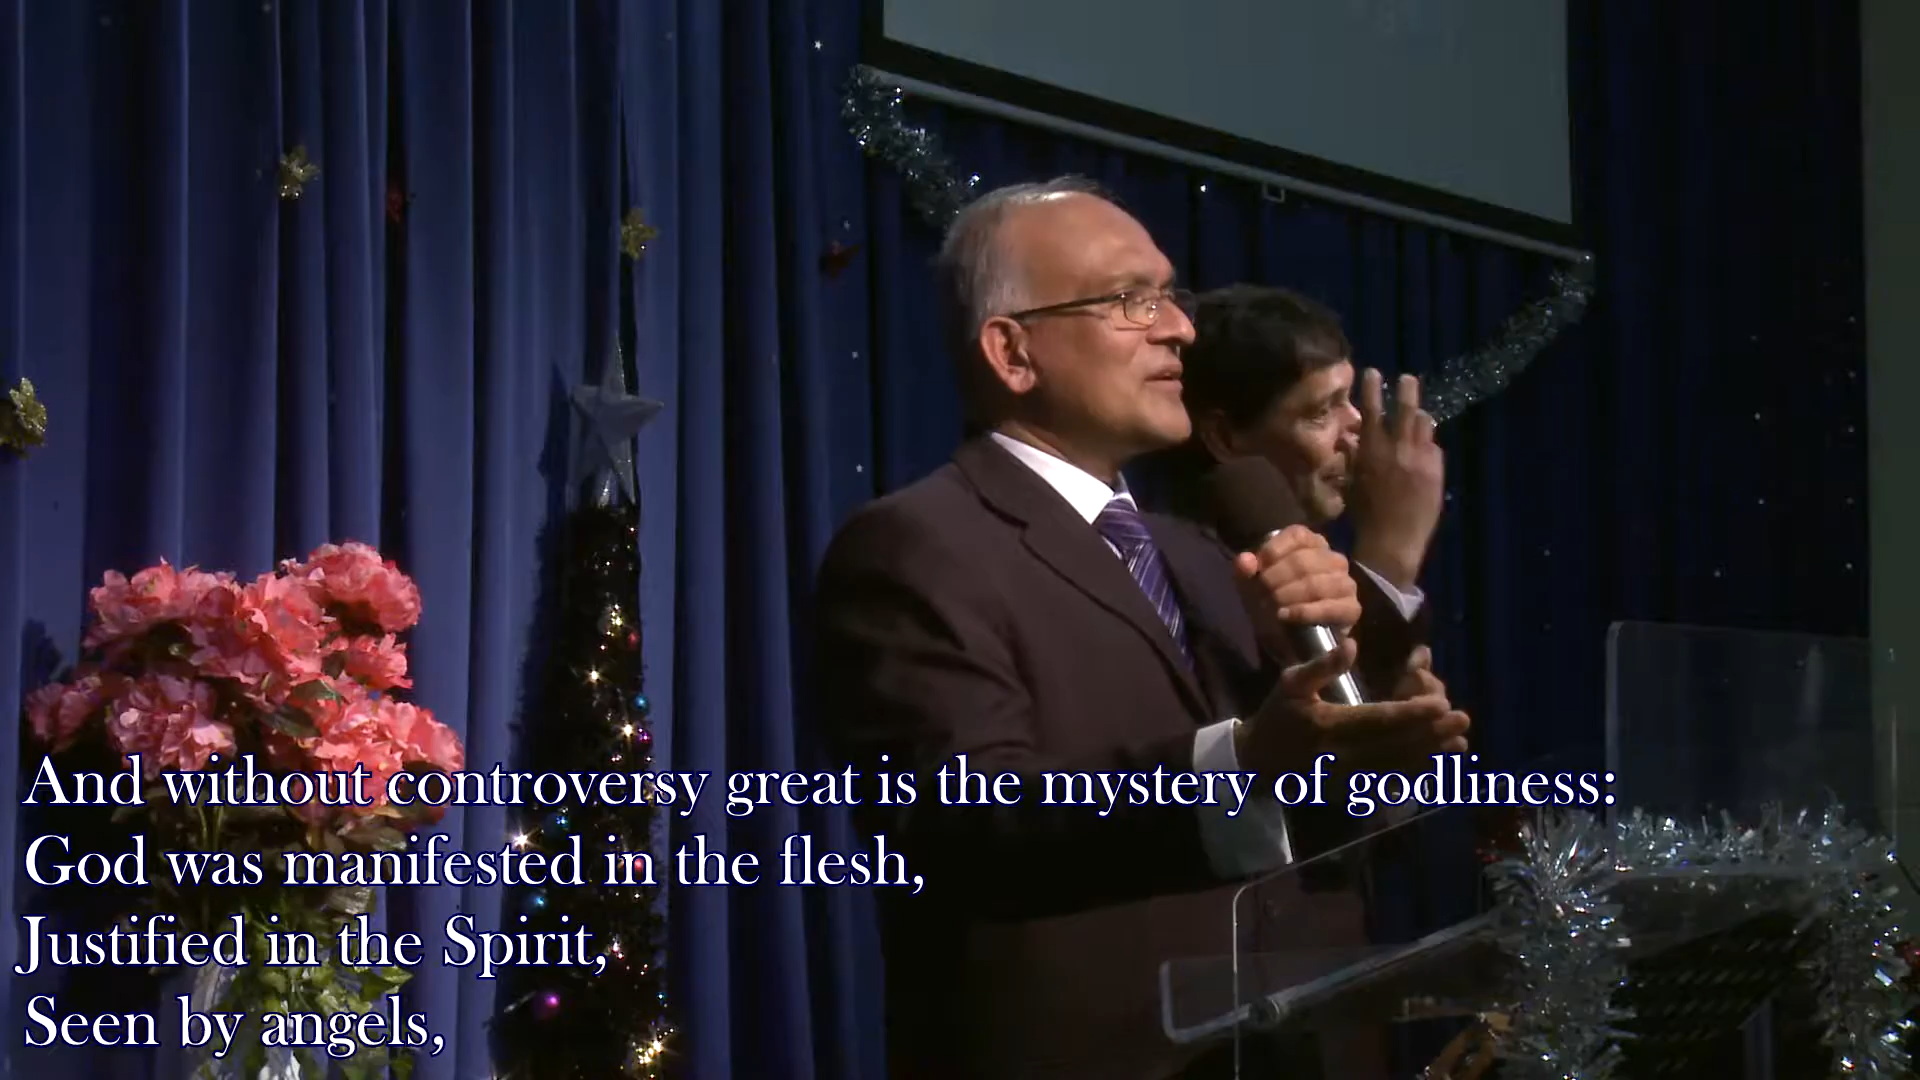 And without controversy great is the mystery of godliness:
God was manifested in the flesh,
Justified in the Spirit,
Seen by angels,